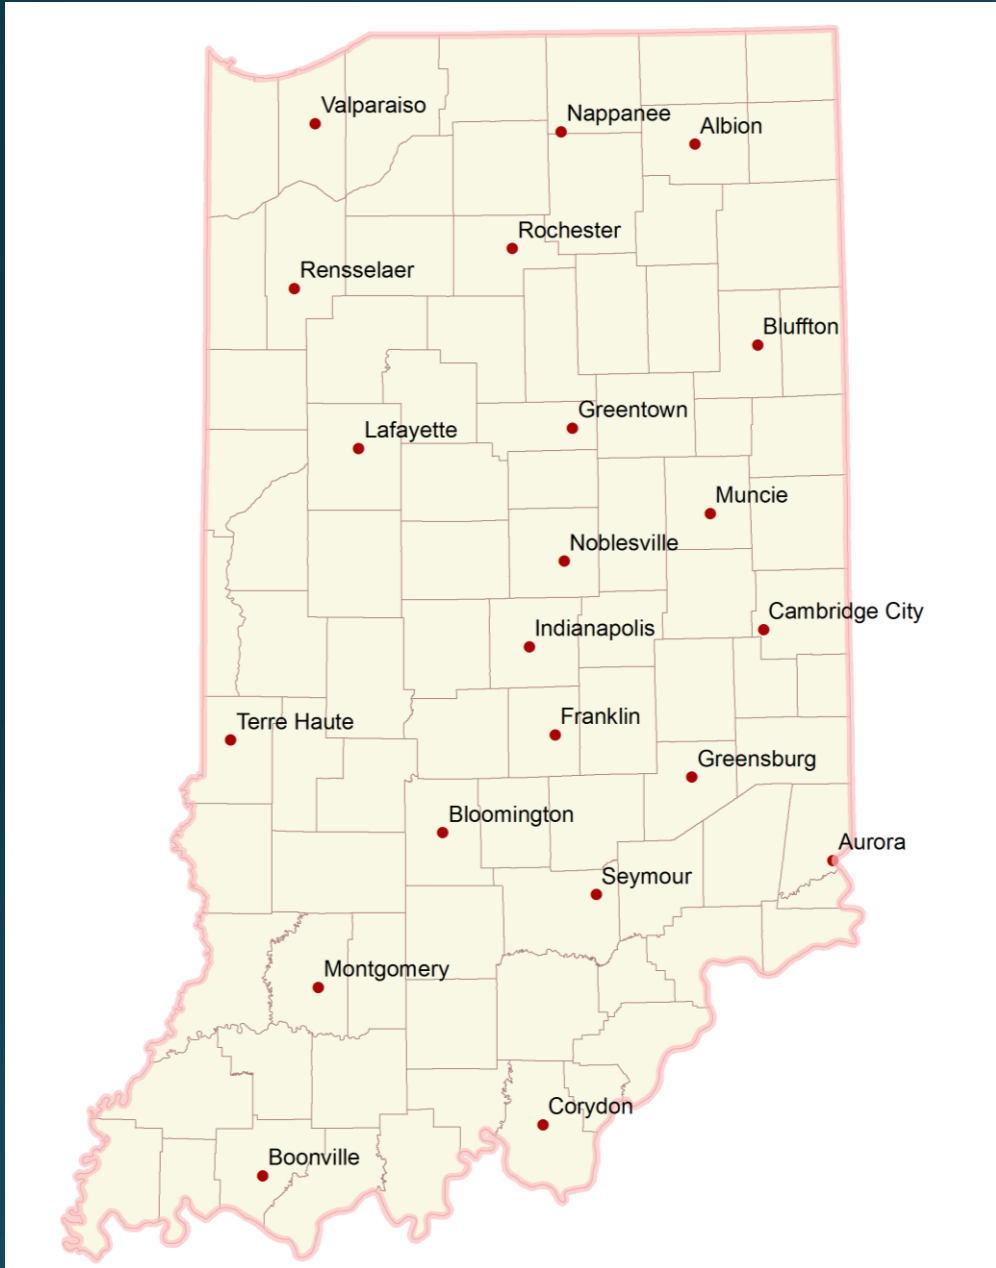 Valparaiso
Nappanee
Albion
Rochester
Rensselaer
Bluffton
Greentown
Lafayette
Muncie
Noblesville
Cambridge City
Indianapolis
Terre Haute
Franklin
Greensburg
Bloomington
Aurora
Seymour
Montgomery
Corydon
Boonville